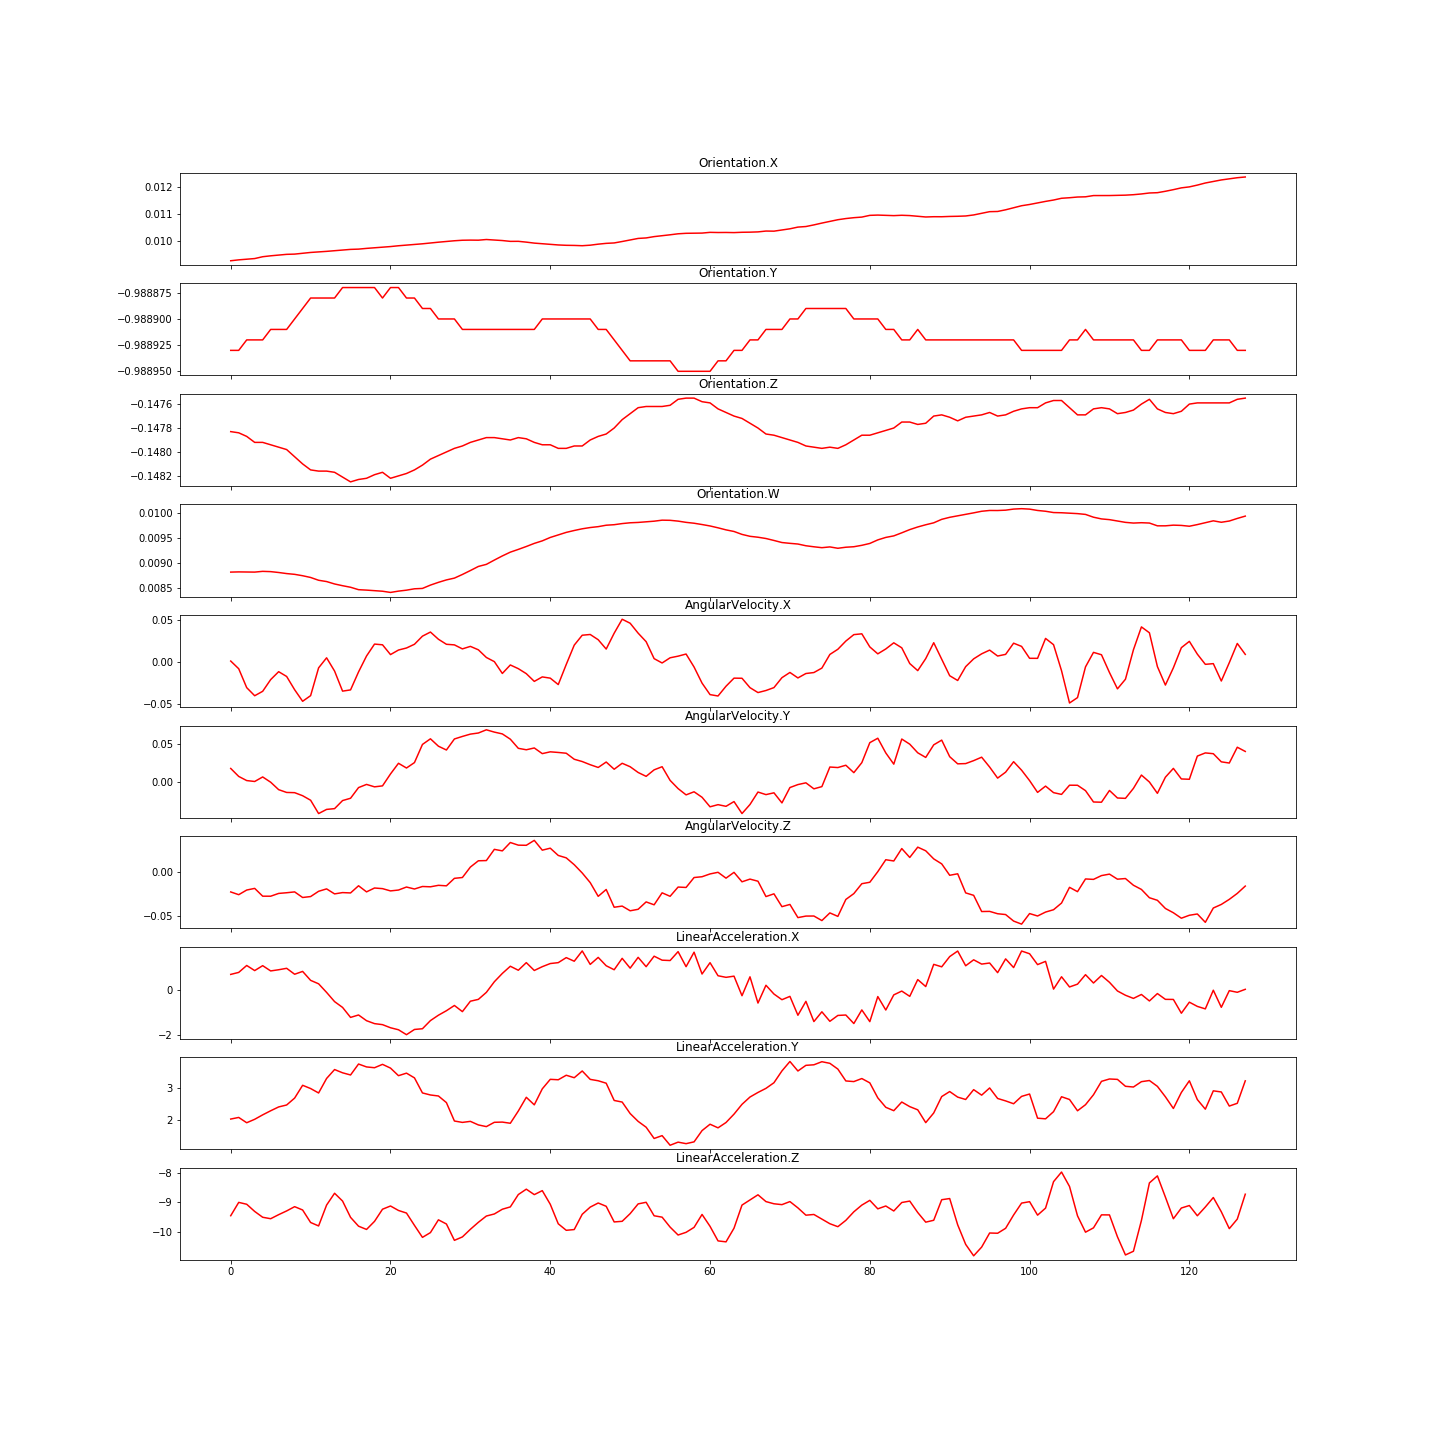 Orientation.X
0.012
0.011
0.010
Orientation.Y
−0.988875
−0.988900
−0.988925
−0.988950
Orientation.Z
−0.1476
−0.1478
−0.1480
−0.1482
Orientation.W
0.0100
0.0095
0.0090
0.0085
AngularVelocity.X
0.05
0.00
−0.05
AngularVelocity.Y
0.05
0.00
AngularVelocity.Z
0.00
−0.05
LinearAcceleration.X
0
−2
LinearAcceleration.Y
3
2
LinearAcceleration.Z
−8
−9
−10
0 20 40 60 80 100 120